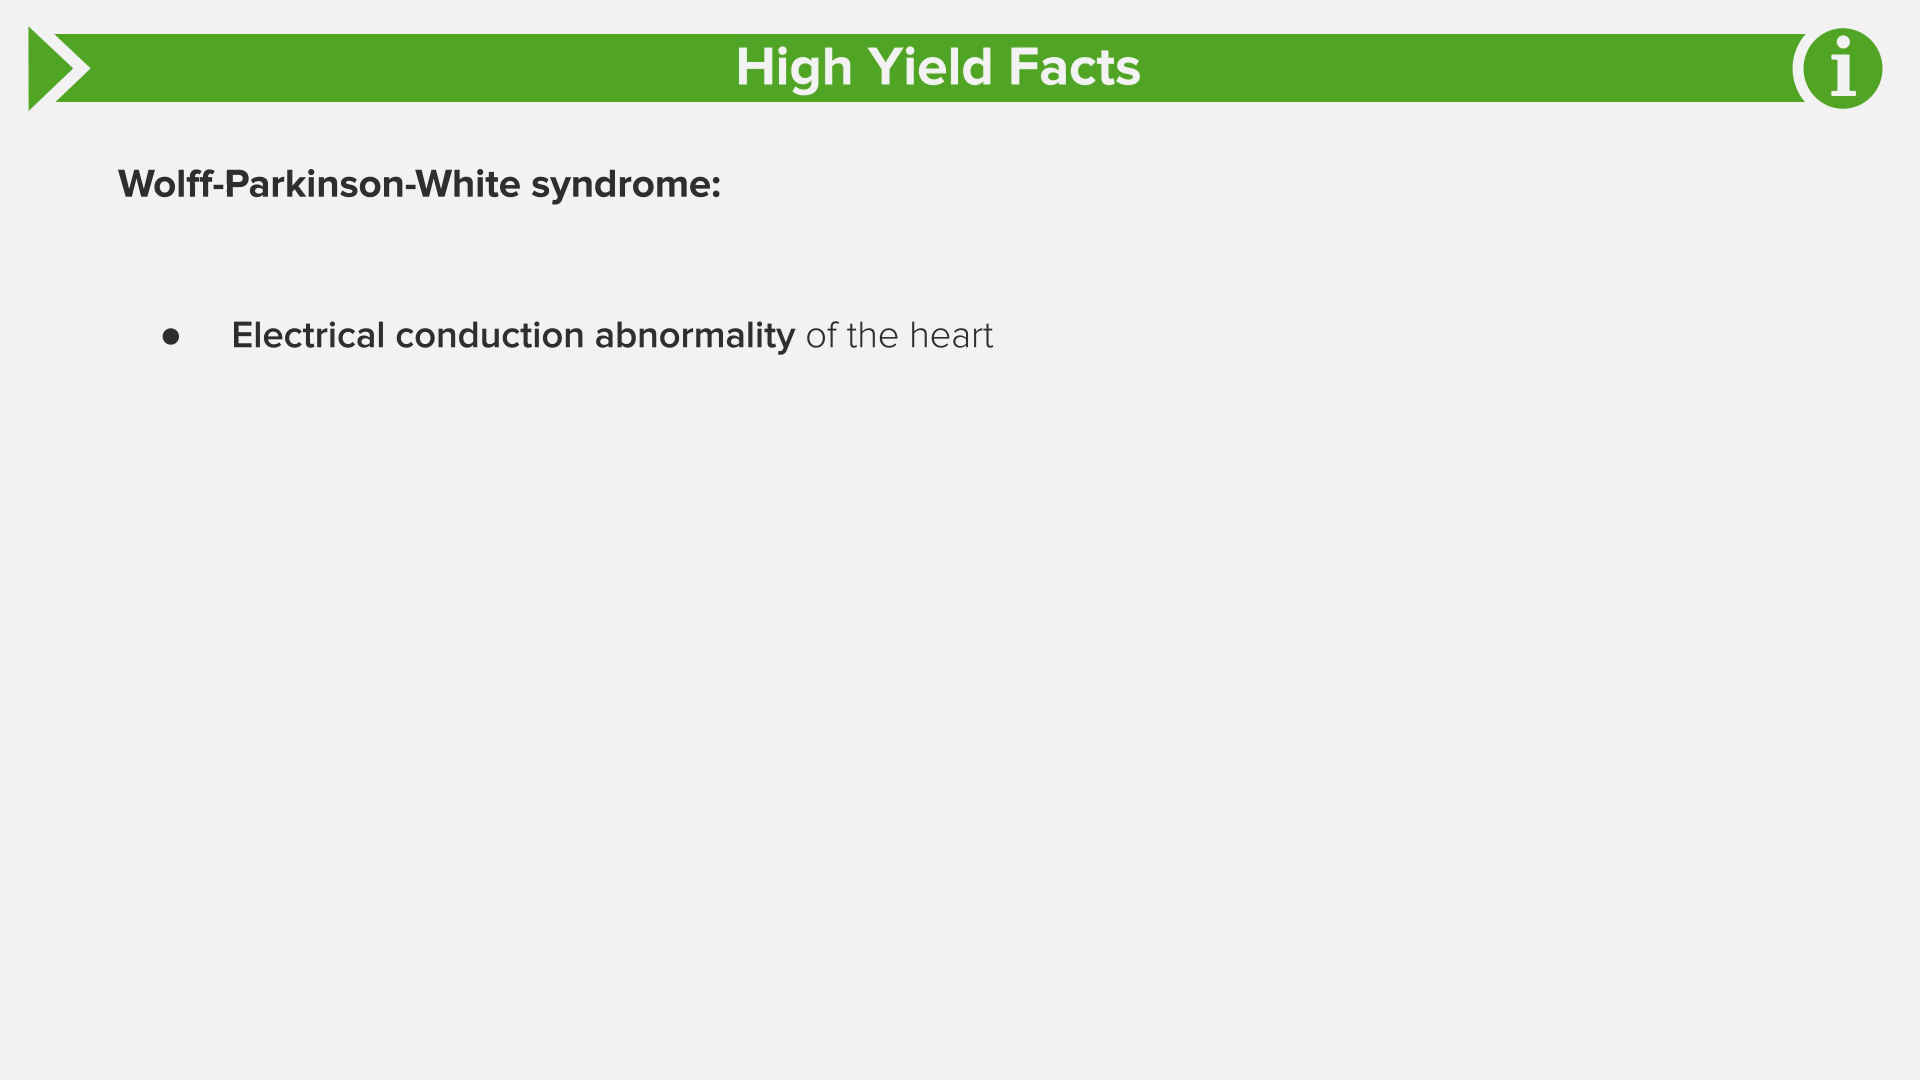 High Yield Facts
i
Wolff-Parkinson-White syndrome:
● Electrical conduction abnormality of the heart